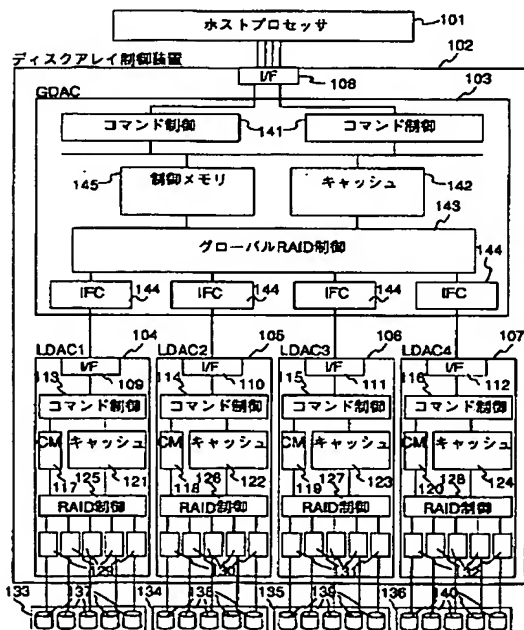 ホストプロセッサ
101
102
ディスクアレイ制御装置
I/F
108
103
GDAC
コマンド制御
141
コマンド制御
制御メモリ
145
キャッシュ
142
143
グローバルRAID制御
144
IFC
144
IFC
144
IFC
144
IFC
LDAC1
104
LDAC2
105
LDAC3
106
LDAC4
107
I/F
109
I/F
110
I/F
111
I/F
112
113
114
115
116
コマンド制御
コマンド制御
コマンド制御
コマンド制御
CM
キャッシュ
CM
キャッシュ
CM
キャッシュ
CM
キャッシュ
117
125
121
118
126
122
119
127
123
120
128
124
RAID制御
RAID制御
RAID制御
RAID制御
129
130
131
132
133
137
134
138
135
139
136
140